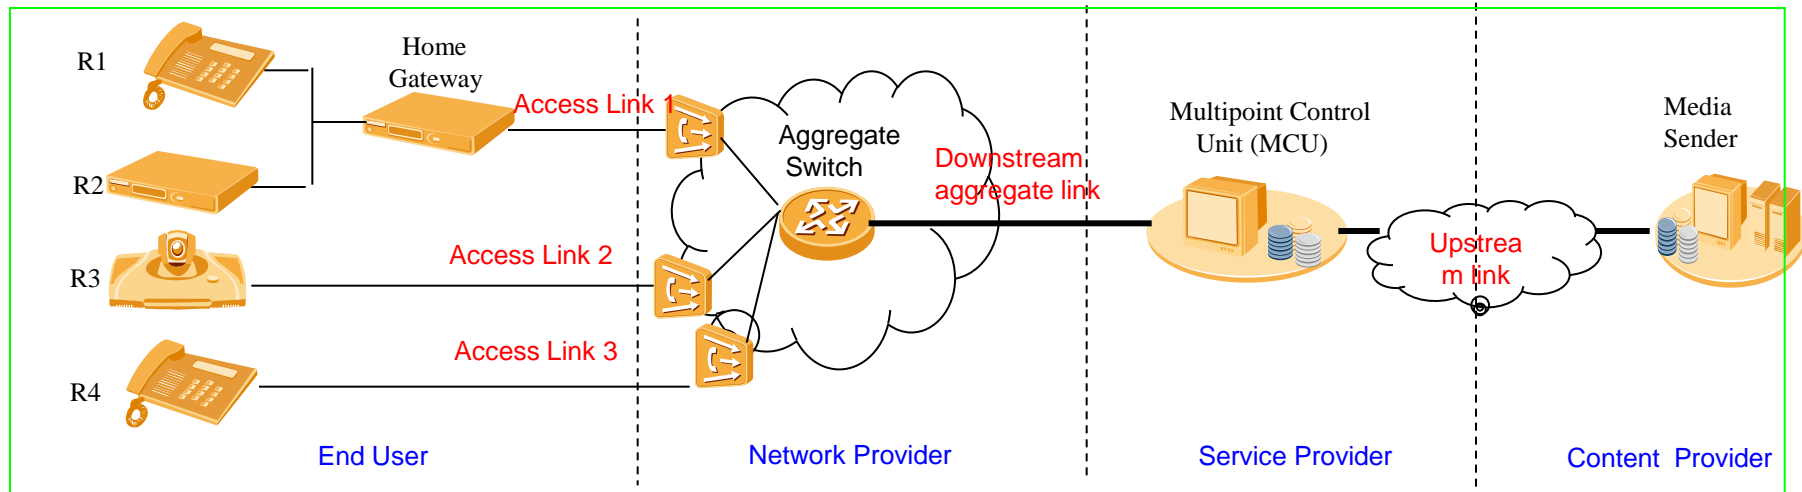 R1
Home
Gateway
Access Link 1
Aggregate
Switch
Downstream
aggregate link
Multipoint Control
Unit (MCU)
Media
Sender
R2
R3
Access Link 2
Upstrea
m link
R4
Access Link 3
End User
Network Provider
Service Provider
Content Provider